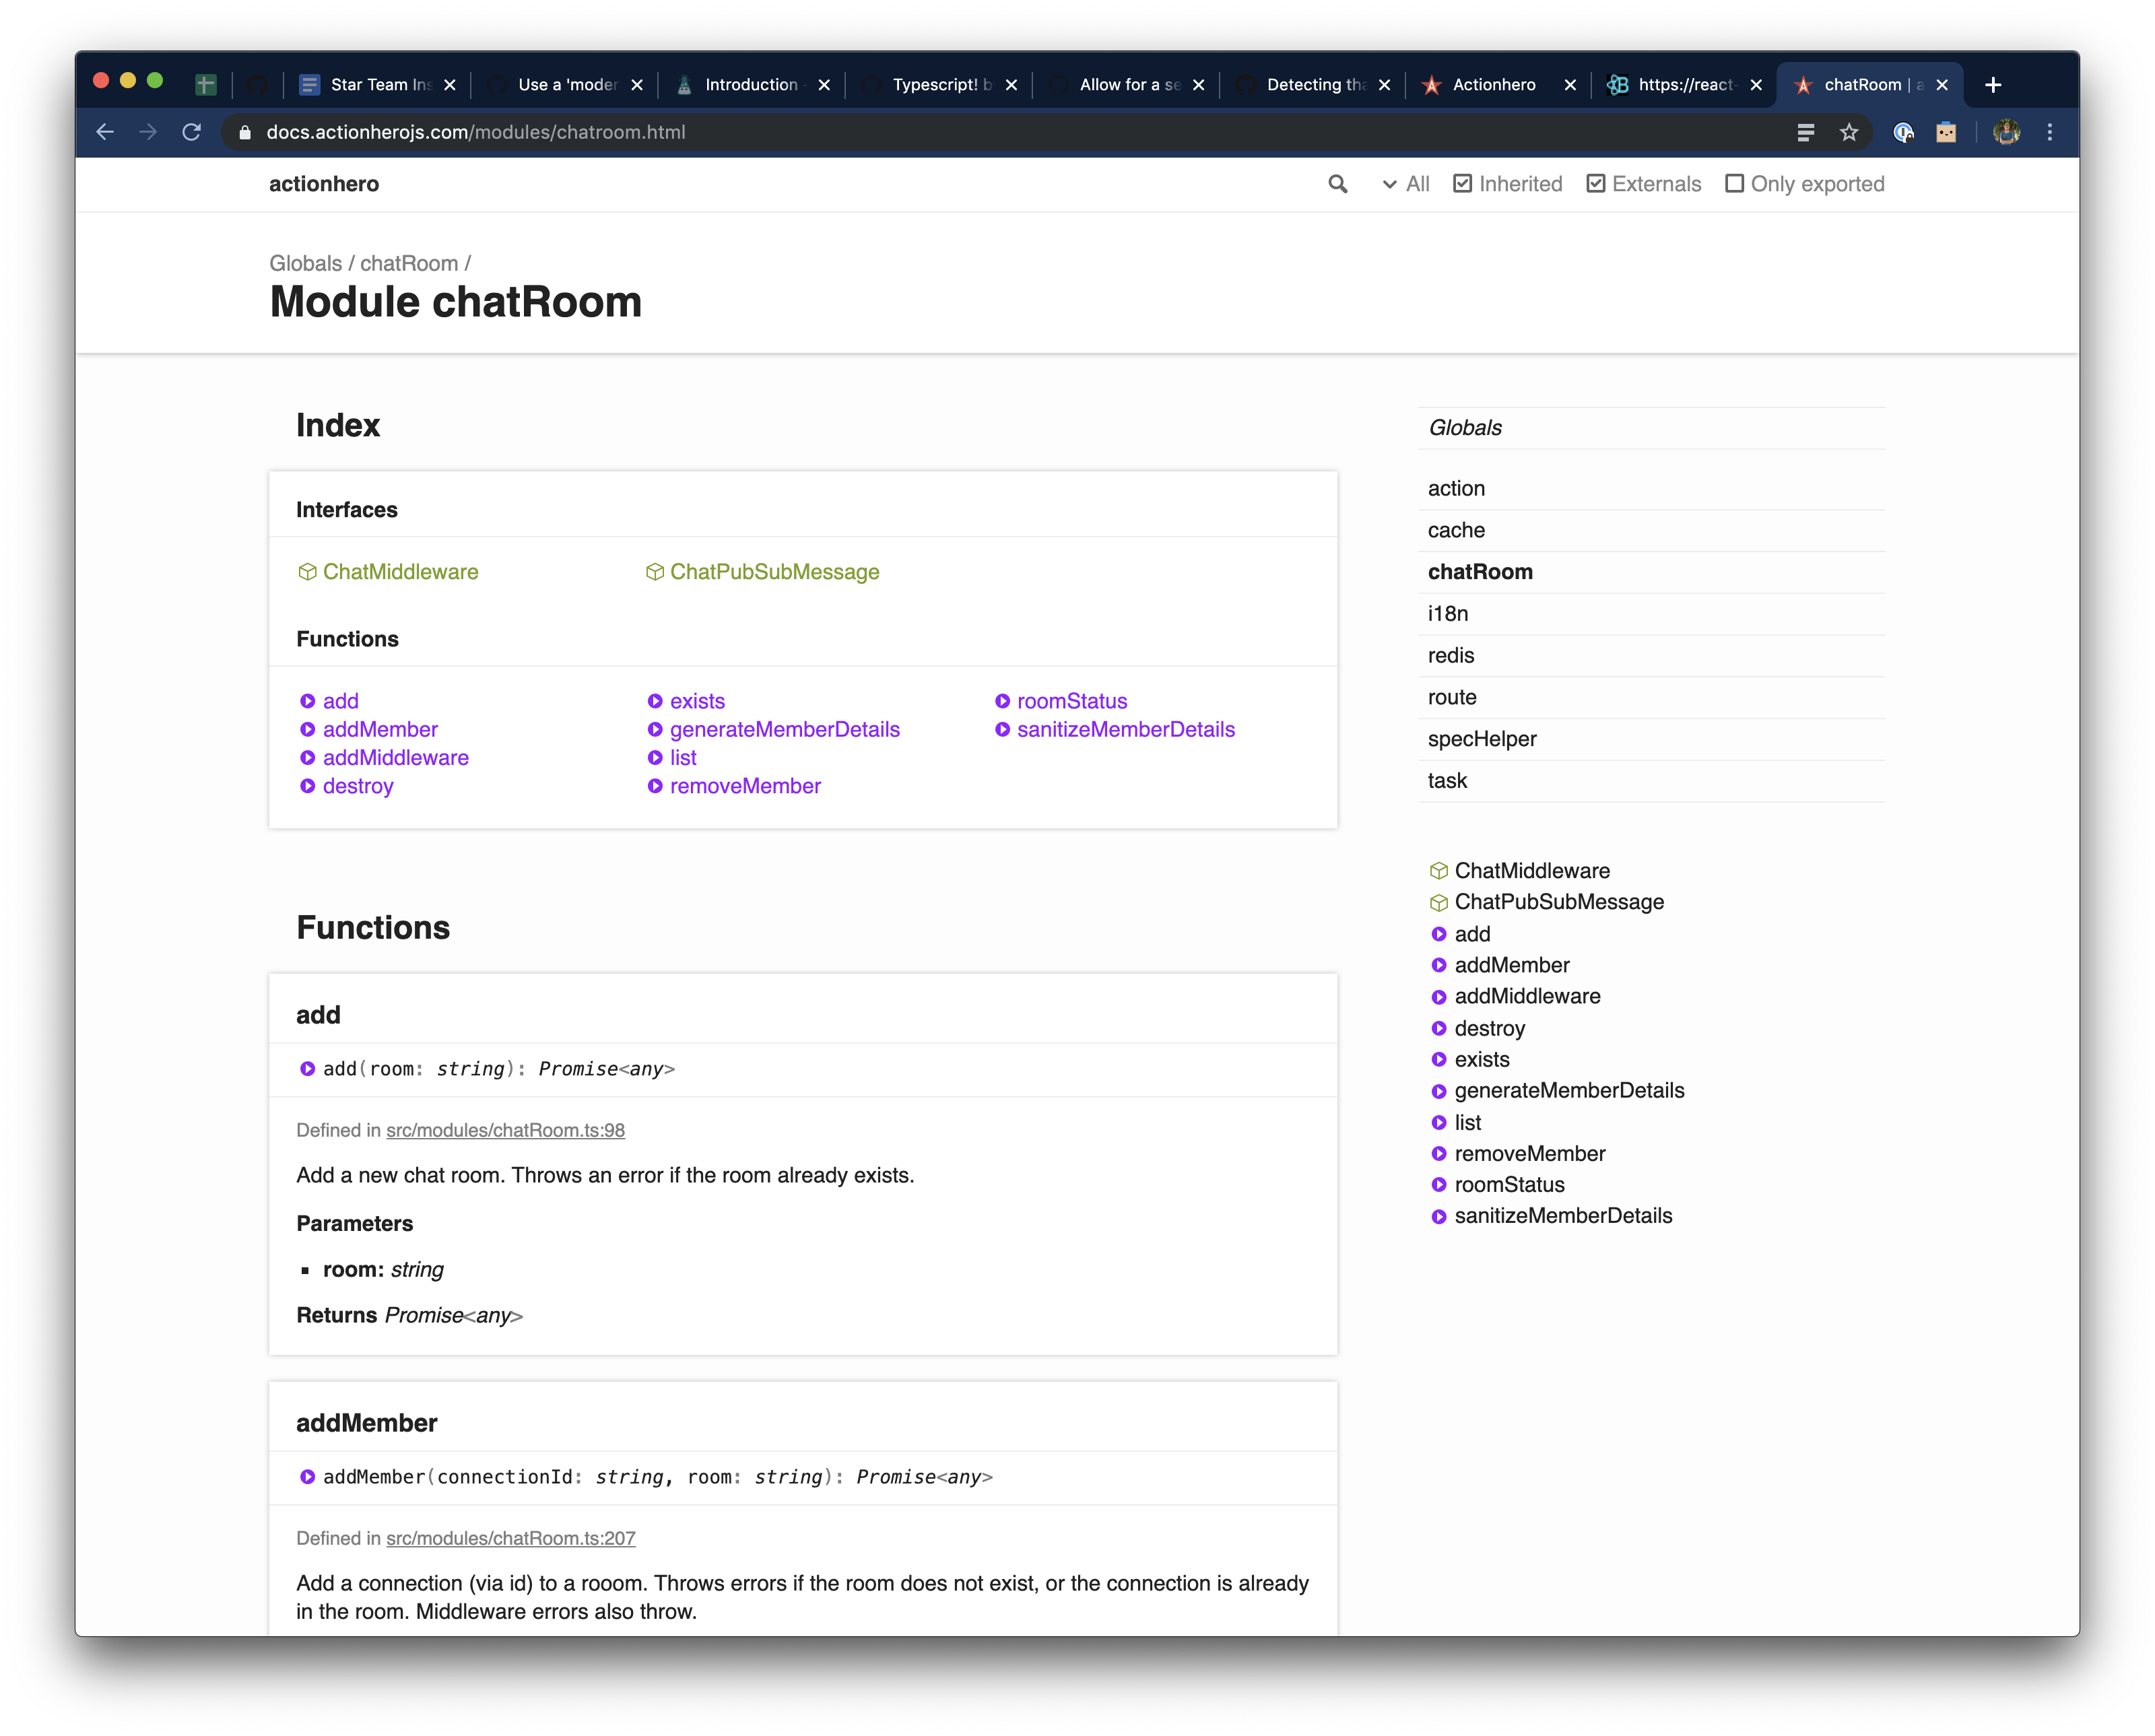 Star Team Ins
Use a 'moder
Introduction -
Typescript! b
Allow for a se
Detecting tha
Actionhero
https://react-
chatRoom | a
docs.actionherojs.com/modules/chatroom.html
actionhero
All
Inherited
Externals
Only exported
Globals / chatRoom /
Module chatRoom
Index
Interfaces
ChatMiddleware
ChatPubSubMessage
Functions
add
addMember
addMiddleware
destroy
exists
generateMemberDetails
list
removeMember
roomStatus
sanitizeMemberDetails
Functions
add
add(room: string): Promise<any>
Defined in src/modules/chatRoom.ts:98
Add a new chat room. Throws an error if the room already exists.
Parameters
room: string
Returns Promise<any>
addMember
addMember(connectionId: string, room: string): Promise<any>
Defined in src/modules/chatRoom.ts:207
Add a connection (via id) to a rooom. Throws errors if the room does not exist, or the connection is already
in the room. Middleware errors also throw.
Globals
action
cache
chatRoom
i18n
redis
route
specHelper
task
ChatMiddleware
ChatPubSubMessage
add
addMember
addMiddleware
destroy
exists
generateMemberDetails
list
removeMember
roomStatus
sanitizeMemberDetails